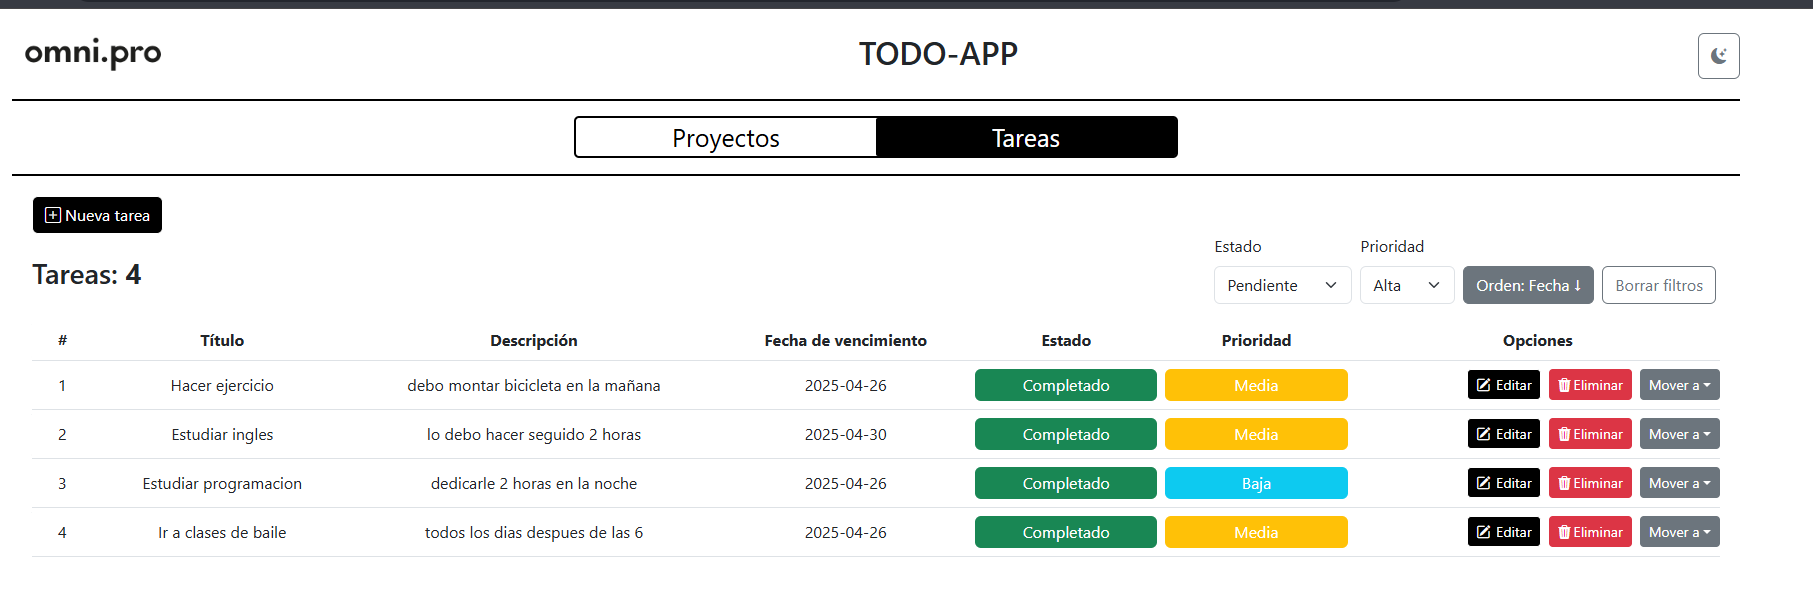 omni.pro
TODO-APP
Proyectos Tareas
Nueva tarea
Estado Prioridad
Tareas: 4
Pendiente Alta Orden: Fecha ↓ Borrar filtros
# Título Descripción Fecha de vencimiento Estado Prioridad Opciones
1 Hacer ejercicio debo montar bicicleta en la mañana 2025-04-26 Completado Media Editar Eliminar Mover a
2 Estudiar ingles lo debo hacer seguido 2 horas 2025-04-30 Completado Media Editar Eliminar Mover a
3 Estudiar programacion dedicarle 2 horas en la noche 2025-04-26 Completado Baja Editar Eliminar Mover a
4 Ir a clases de baile todos los dias despues de las 6 2025-04-26 Completado Media Editar Eliminar Mover a